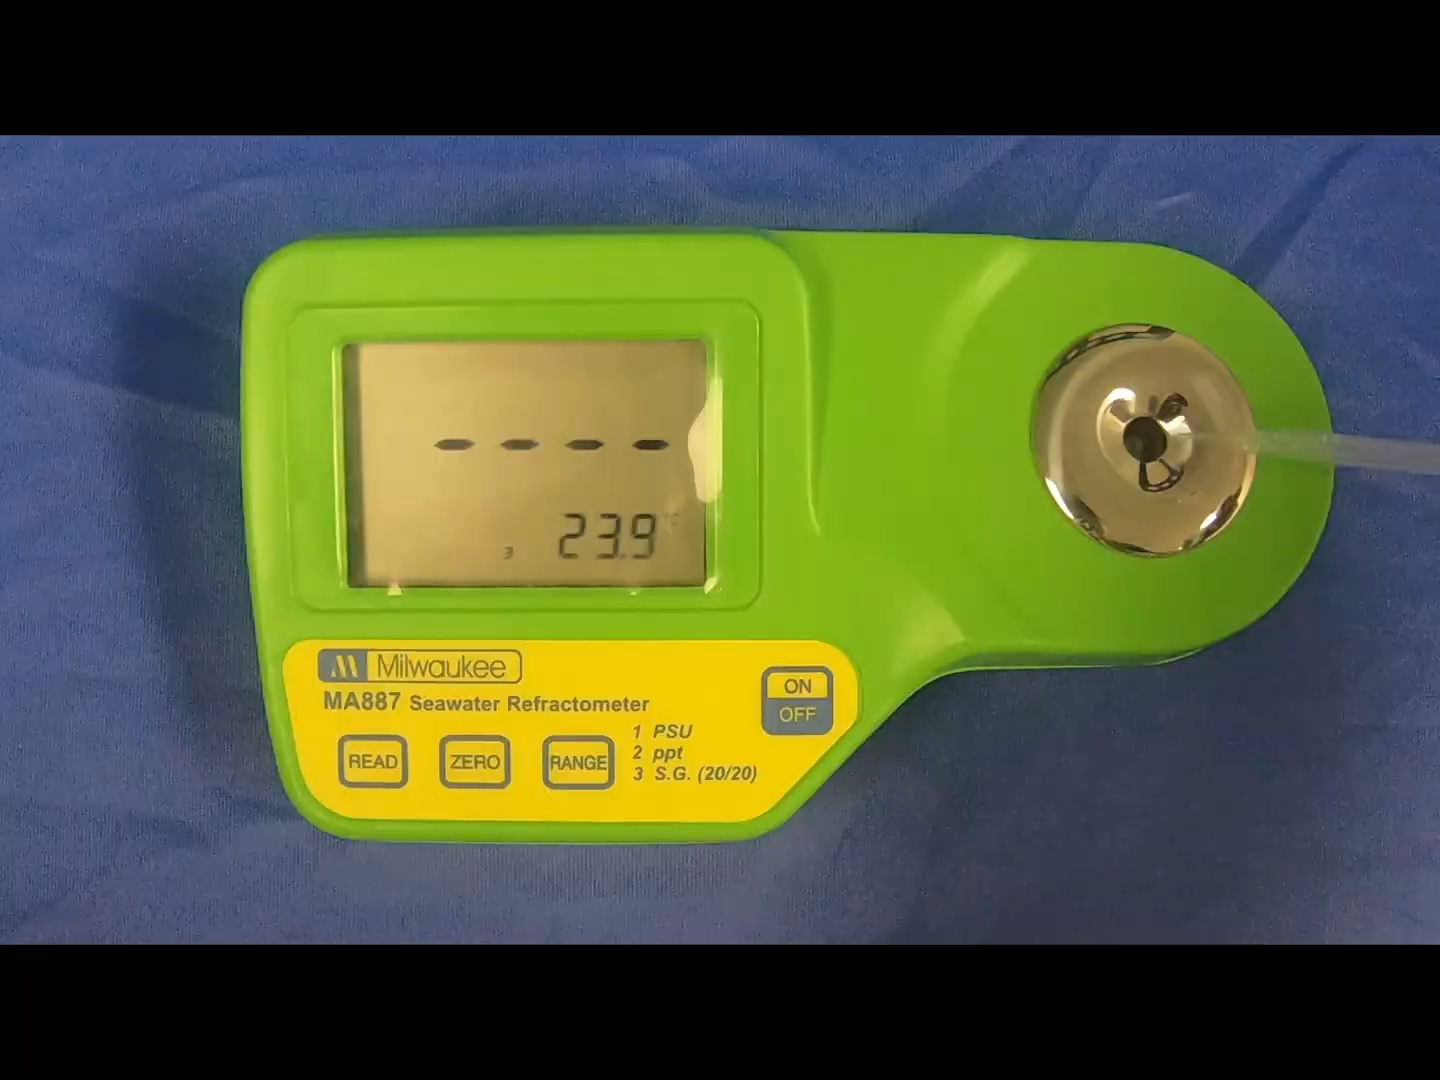 - - - -
3 23.9
Milwaukee
MA887 Seawater Refractometer
ON
OFF
READ ZERO RANGE
1 PSU
2 ppt
3 S.G. (20/20)